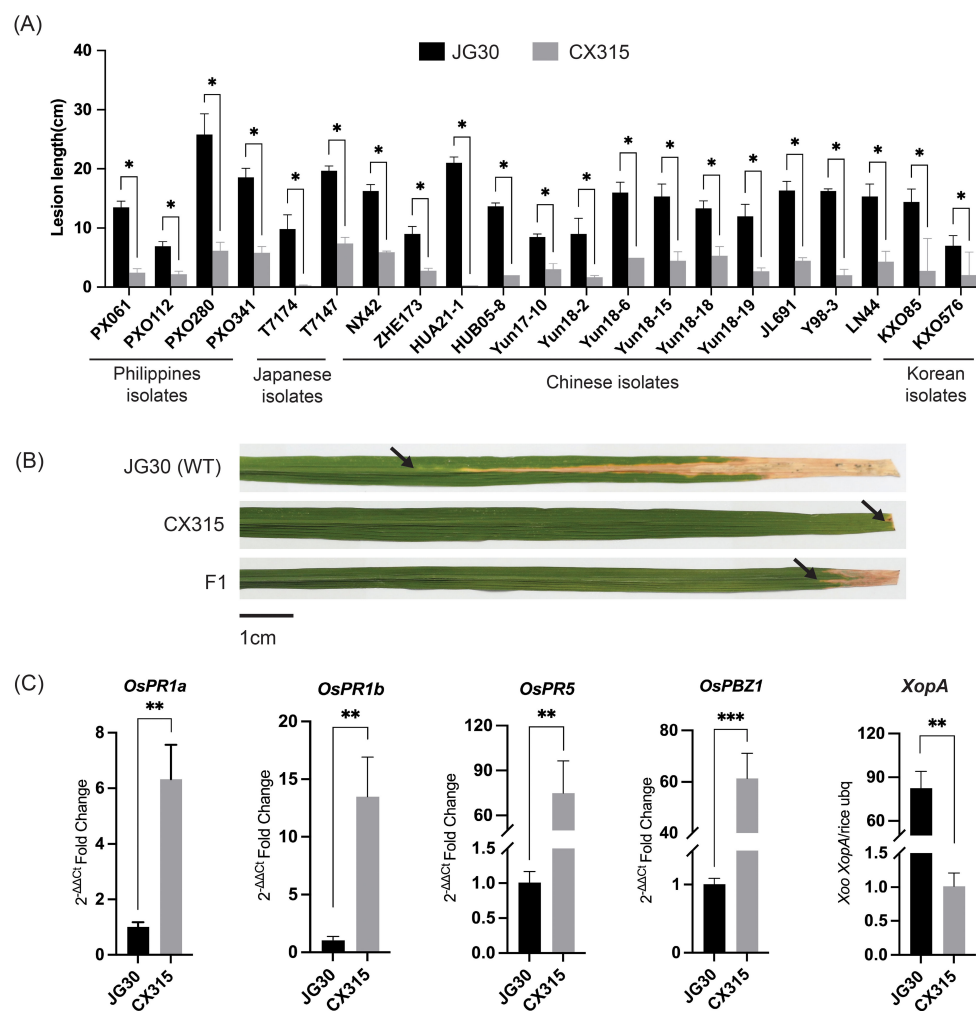 (A)
JG30 CX315
Lesion length(cm)
40
30
20
10
0
* * * * * * * * * * * * * * * * * * * * *
PX061 PXO112 PXO280 PXO341 T7174 T7147 NX42 ZHE173 HUA21-1 HUB05-8 Yun17-10 Yun18-2 Yun18-6 Yun18-15 Yun18-18 Yun18-19 JL691 Y98-3 LN44 KXO85 KXO576
Philippines
isolates
Japanese
isolates
Chinese isolates
Korean
isolates
(B)
JG30 (WT)
CX315
F1
1cm
(C)
OsPR1a
**
2-ΔΔCt Fold Change
8
6
4
2
0
JG30 CX315
OsPR1b
**
20
15
10
5
0
JG30 CX315
OsPR5
**
2-ΔΔCt Fold Change
120
90
60
30
1.5
1.0
0.5
0.0
JG30 CX315
OsPBZ1
***
2-ΔΔCt Fold Change
80
60
40
1
0
JG30 CX315
XopA
**
Xoo XopA/rice ubq
120
90
60
1.5
1.0
0.5
0.0
JG30 CX315